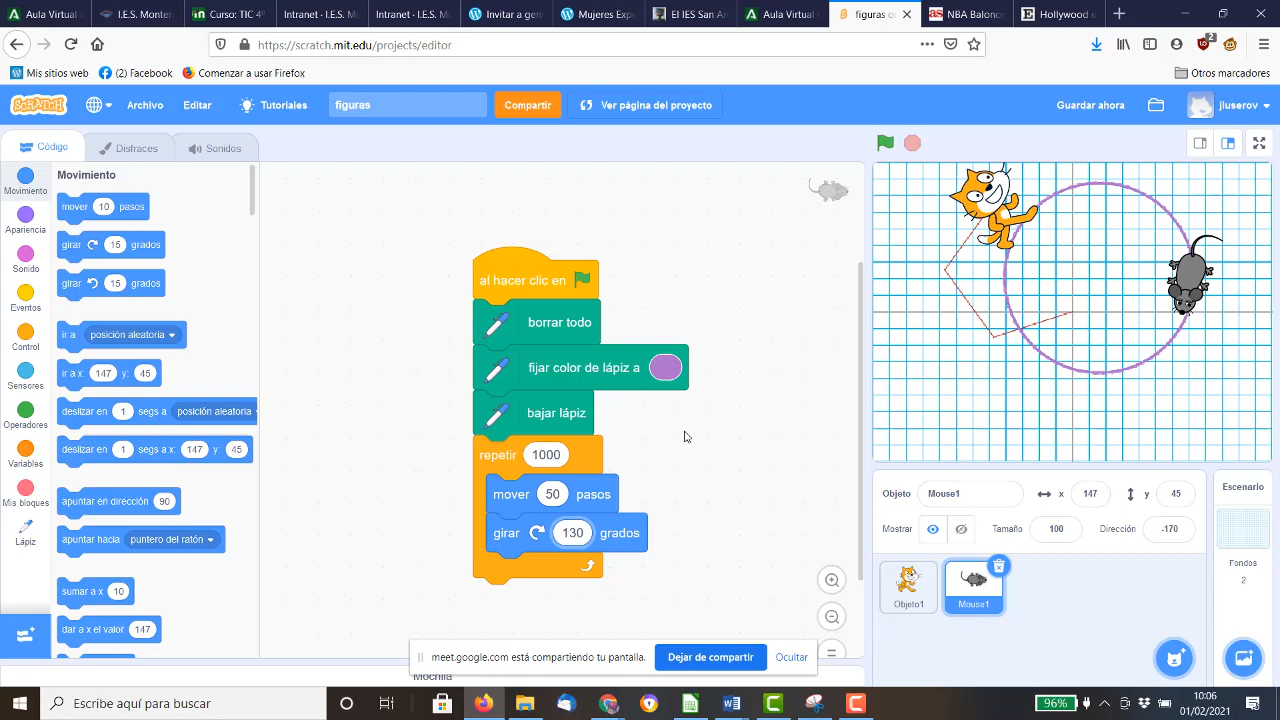 Aula Virtual
I.E.S. Moren
Curso TIC 4º
Intranet - I.E.S. M
Intranet - I.E.S. M
Invitar a gen
Mujeres Exp
El IES San Ar
Aula Virtual
figuras o
NBA Balonc
Hollywood e
https://scratch.mit.edu/projects/editor
2
Mis sitios web
(2) Facebook
Comenzar a usar Firefox
Otros marcadores
SCRATCH
Archivo
Editar
Tutoriales
figuras
Compartir
Ver página del proyecto
Guardar ahora
jluserov
Código
Disfraces
Sonidos
Movimiento
Apariencia
Sonido
Eventos
Control
Sensores
Operadores
Variables
Mis bloques
Lápiz
Movimiento
mover 10 pasos
girar 15 grados
girar 15 grados
ir a posición aleatoria
ir a x: 147 y: 45
deslizar en 1 segs a posición aleatoria
deslizar en 1 segs a x: 147 y: 45
apuntar en dirección 90
apuntar hacia puntero del ratón
sumar a x 10
dar a x el valor 147
al hacer clic en
borrar todo
fijar color de lápiz a
bajar lápiz
repetir 1000
mover 50 pasos
girar 130 grados
Objeto Mouse1 x 147 y 45
Mostrar Tamaño 100 Dirección -170
Objeto1
Mouse1
Escenario
Fondos
2
meet.google.com está compartiendo tu pantalla.
Dejar de compartir
Ocultar
Mochila
Escribe aquí para buscar
96%
10:06
01/02/2021